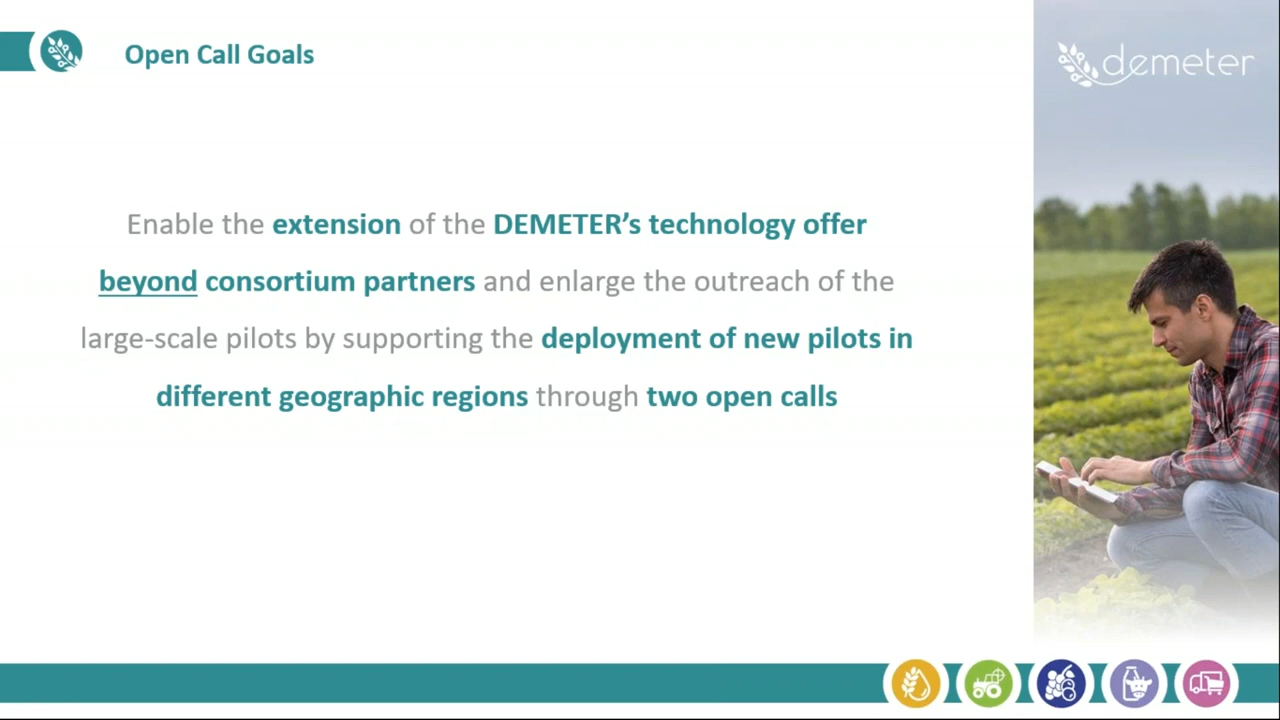 Open Call Goals
demeter
Enable the extension of the DEMETER’s technology offer
beyond consortium partners and enlarge the outreach of the
large-scale pilots by supporting the deployment of new pilots in
different geographic regions through two open calls